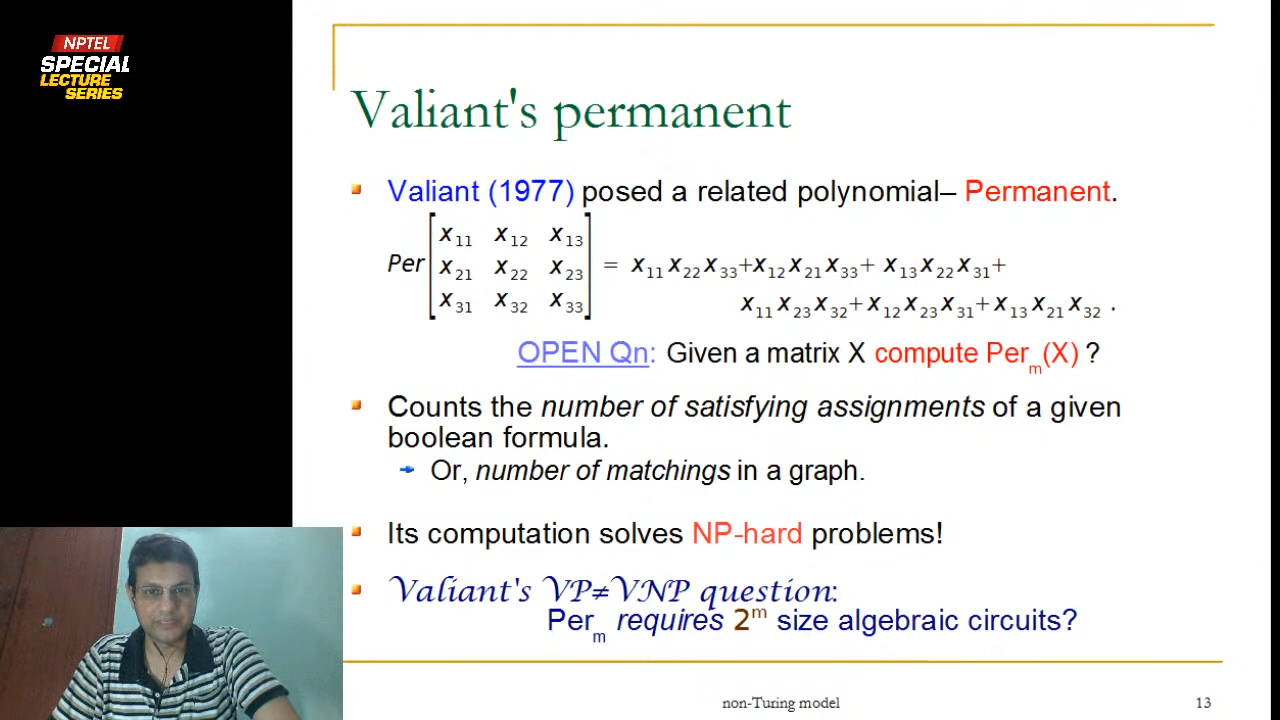 NPTEL
SPECIAL
LECTURE
SERIES
Valiant's permanent
Valiant (1977) posed a related polynomial– Permanent.
Per [x₁₁ x₁₂ x₁₃
x₂₁ x₂₂ x₂₃
x₃₁ x₃₂ x₃₃] = x₁₁x₂₂x₃₃+x₁₂x₂₁x₃₃+ x₁₃x₂₂x₃₁+
x₁₁x₂₃x₃₂+x₁₂x₂₃x₃₁+x₁₃x₂₁x₃₂ .
OPEN Qn: Given a matrix X compute Perₘ(X) ?
Counts the number of satisfying assignments of a given
boolean formula.
Or, number of matchings in a graph.
Its computation solves NP-hard problems!
Valiant's VP≠VNP question:
Perₘ requires 2ᵐ size algebraic circuits?
non-Turing model
13